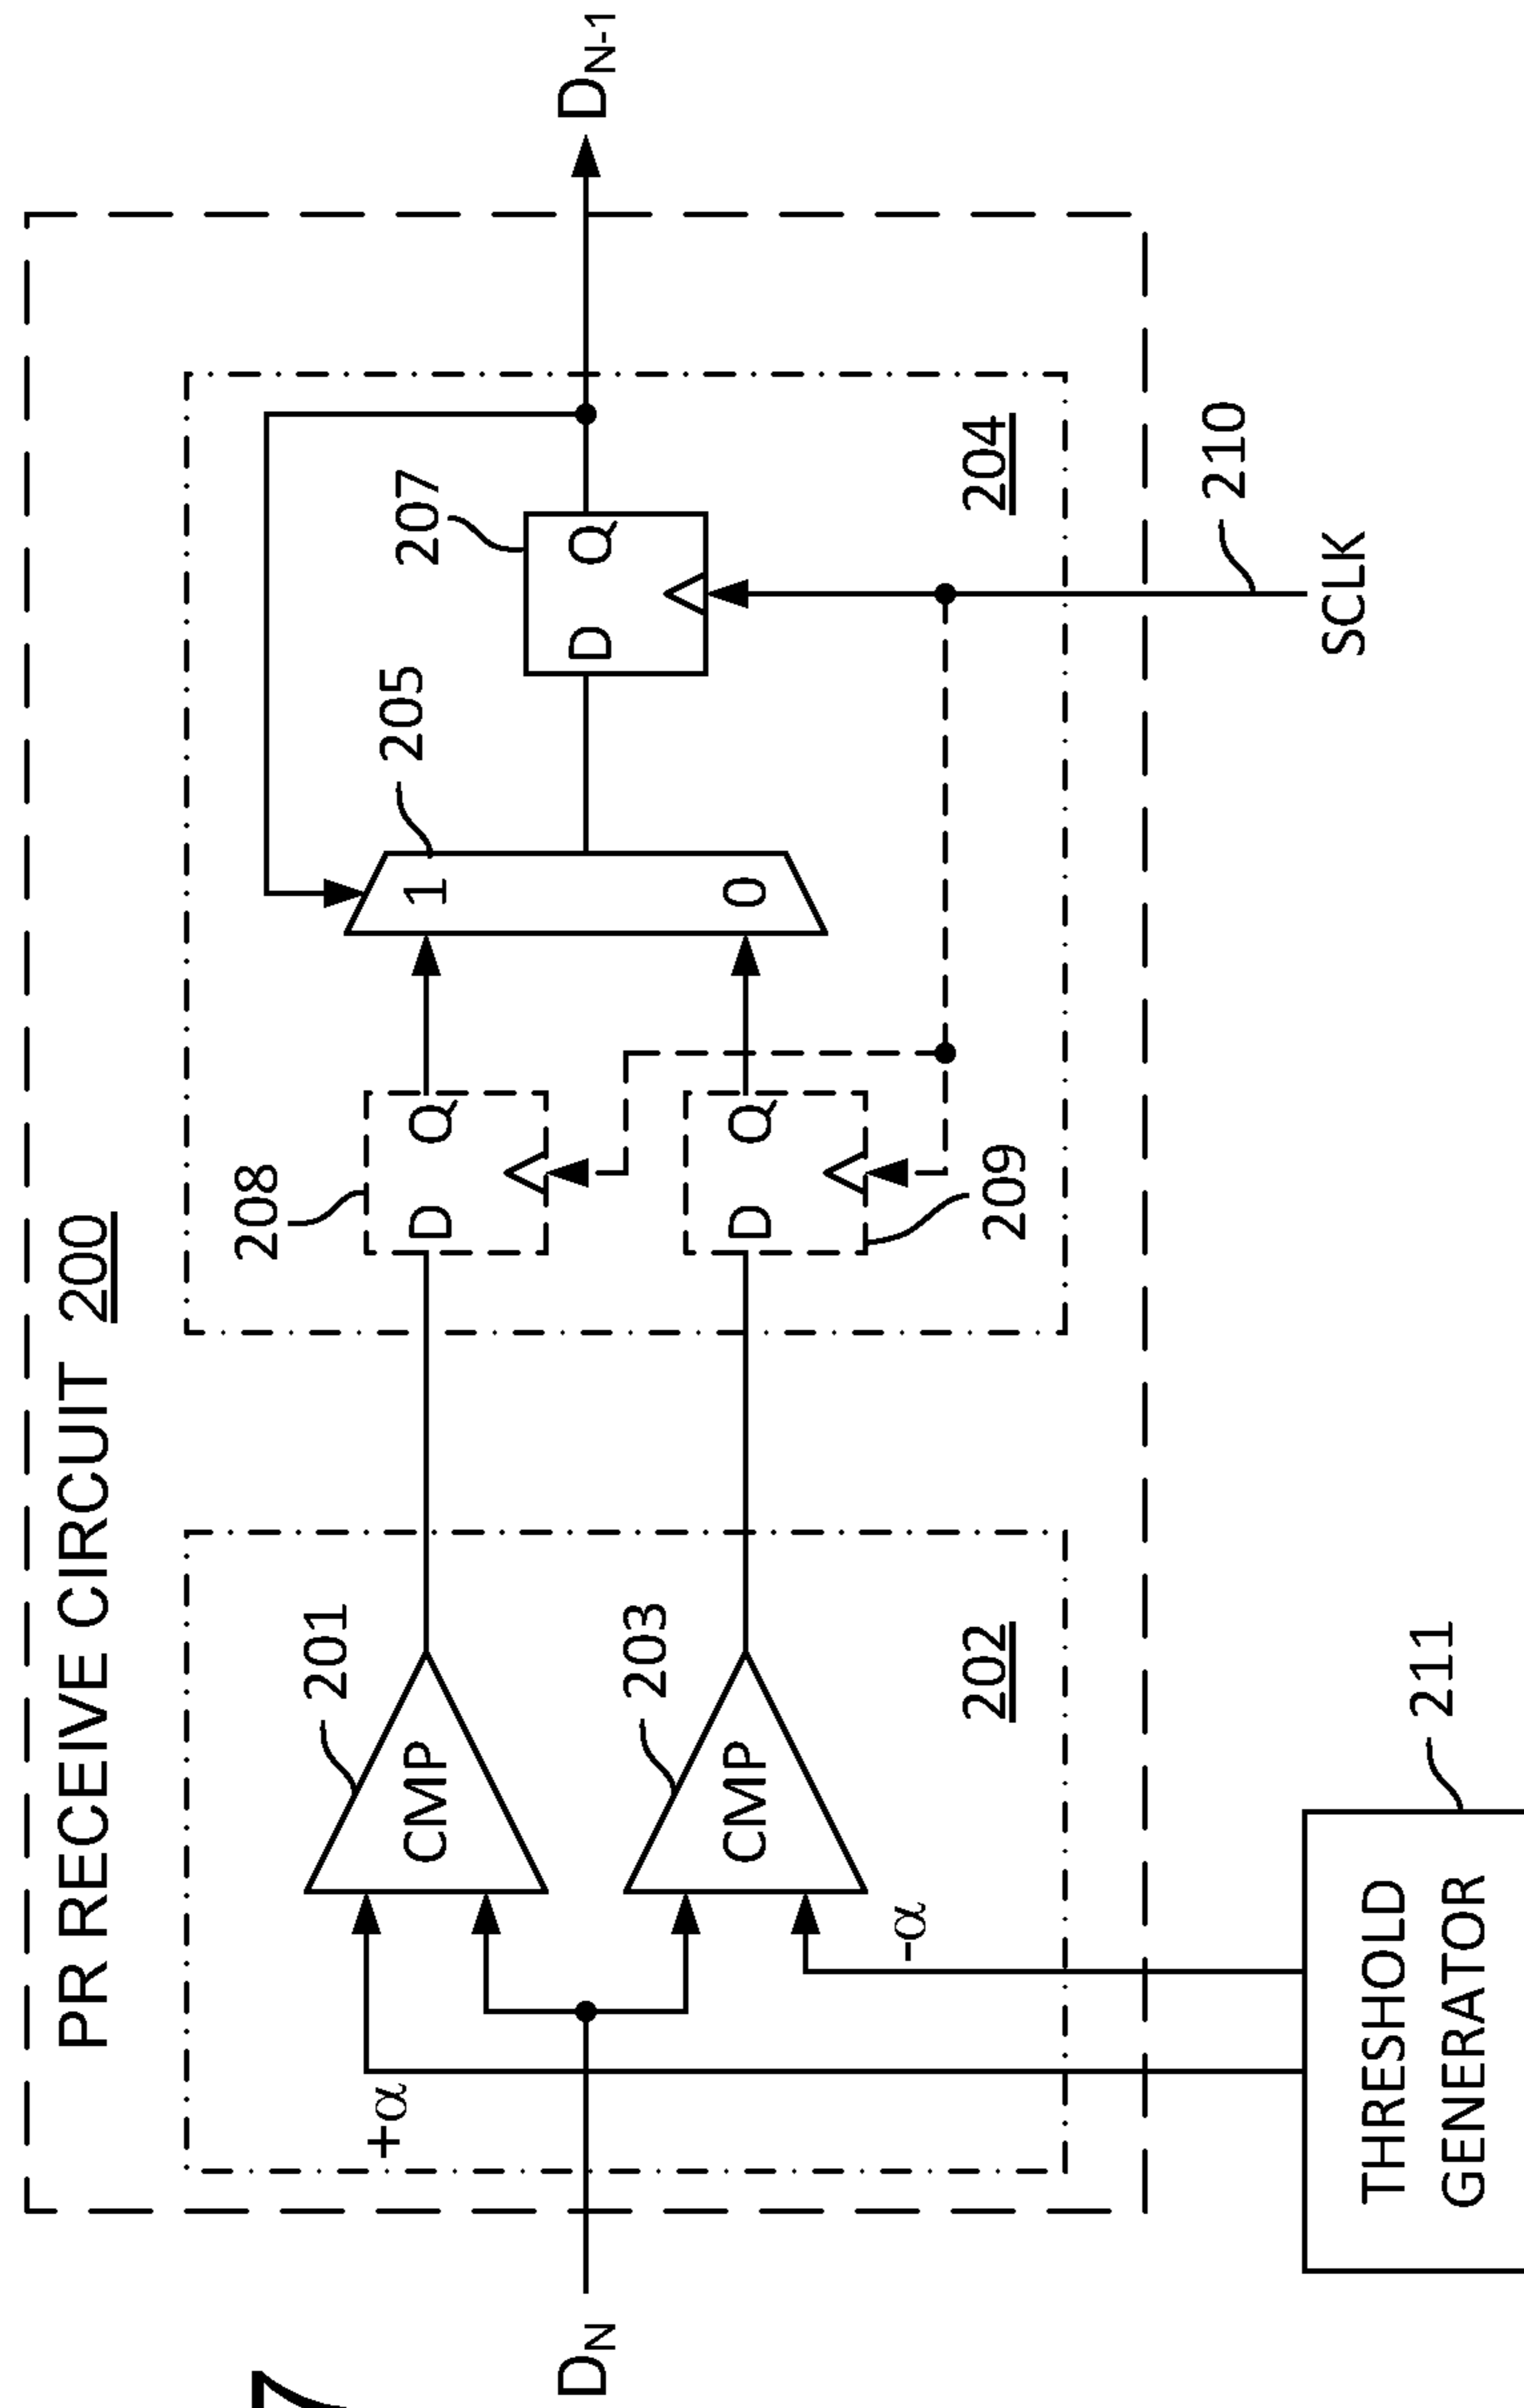 PR RECEIVE CIRCUIT 200
201
CMP
203
CMP
202
+α
-α
208
D Q
D Q
209
205
1
0
207
D Q
204
D_N
D_{N-1}
210
SCLK
211
THRESHOLD
GENERATOR
7